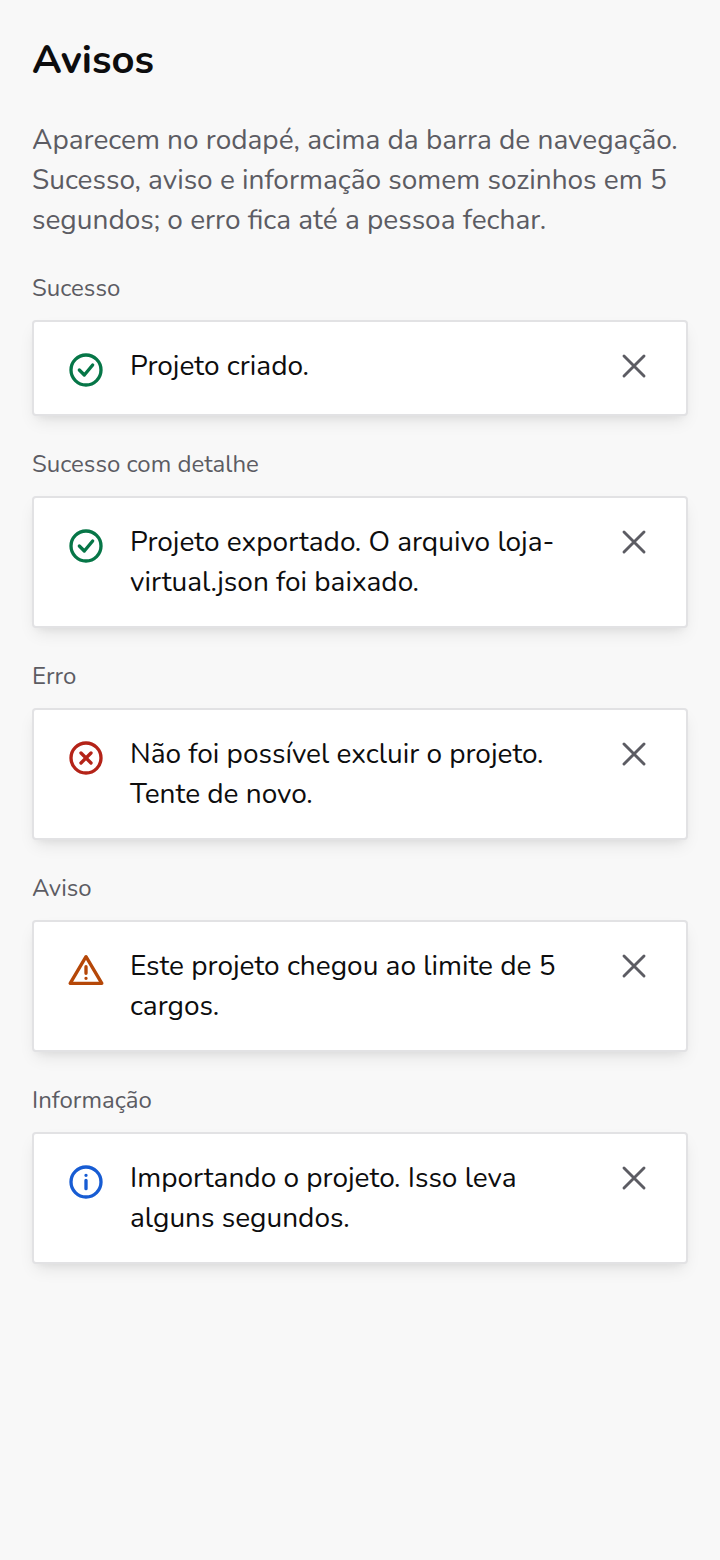 Avisos
Aparecem no rodapé, acima da barra de navegação.
Sucesso, aviso e informação somem sozinhos em 5
segundos; o erro fica até a pessoa fechar.
Sucesso
Projeto criado.
Sucesso com detalhe
Projeto exportado. O arquivo loja-
virtual.json foi baixado.
Erro
Não foi possível excluir o projeto.
Tente de novo.
Aviso
Este projeto chegou ao limite de 5
cargos.
Informação
Importando o projeto. Isso leva
alguns segundos.